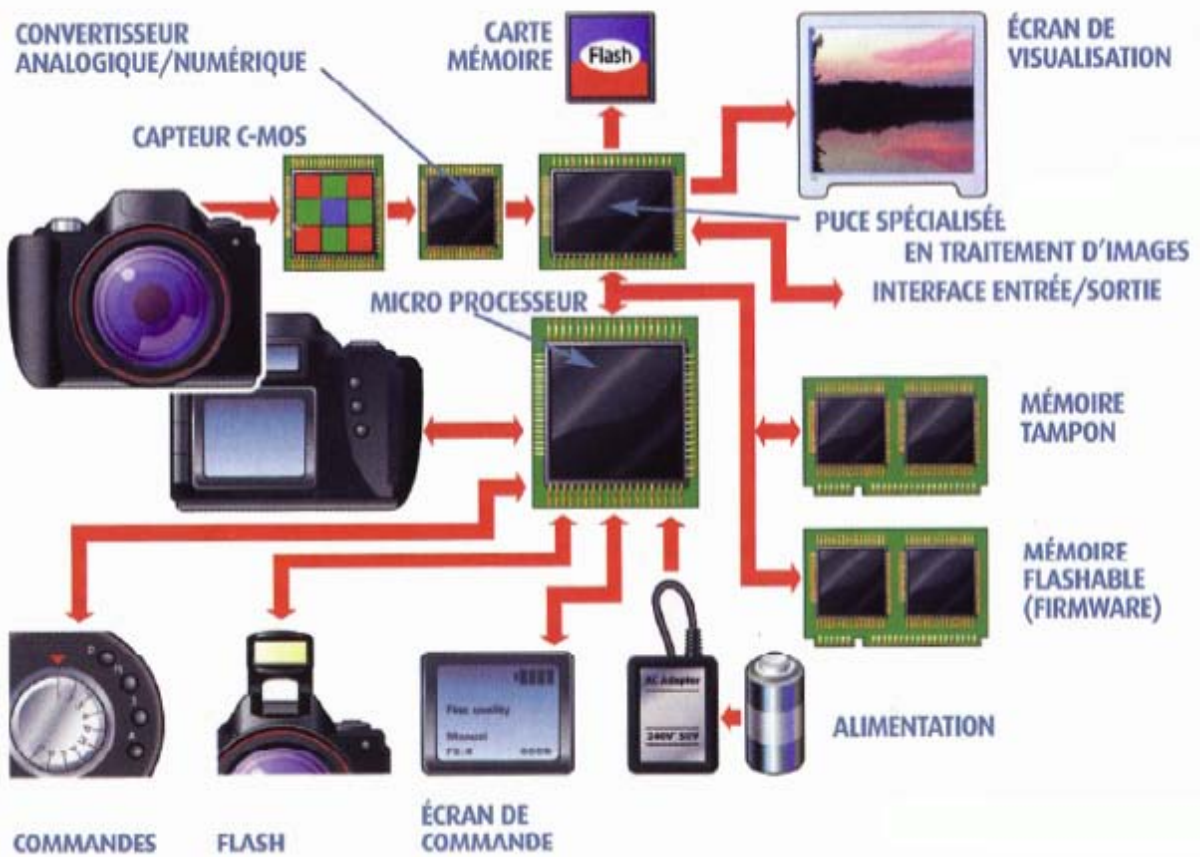 CONVERTISSEUR
ANALOGIQUE/NUMÉRIQUE
CARTE
MÉMOIRE
Flash
ÉCRAN DE
VISUALISATION
CAPTEUR C-MOS
PUCE SPÉCIALISÉE
EN TRAITEMENT D'IMAGES
INTERFACE ENTRÉE/SORTIE
MICRO PROCESSEUR
MÉMOIRE
TAMPON
MÉMOIRE
FLASHABLE
(FIRMWARE)
Fine quality
Manual
AC Adapter
240V 50V
ALIMENTATION
COMMANDES
FLASH
ÉCRAN DE
COMMANDE